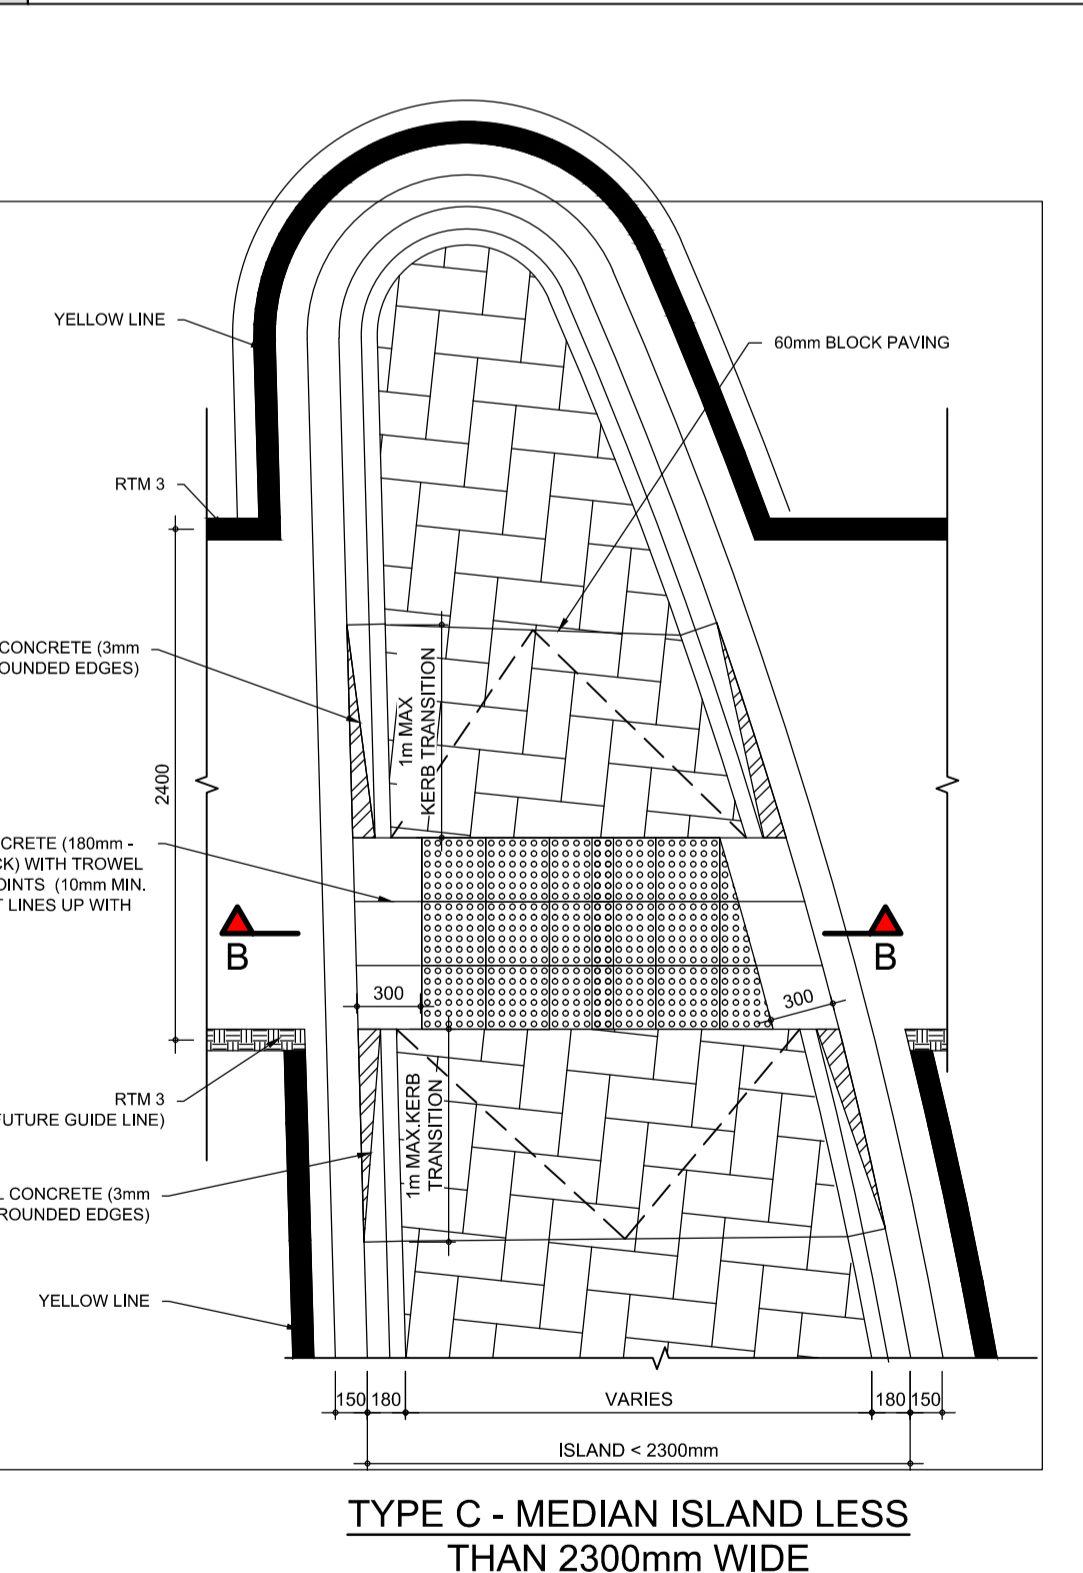 YELLOW LINE
60mm BLOCK PAVING
RTM 3
CONCRETE (3mm
OUNDED EDGES)
1m MAX
KERB TRANSITION
2400
CRETE (180mm -
CK) WITH TROWEL
OINTS (10mm MIN.
T LINES UP WITH
B
B
300
300
RTM 3
FUTURE GUIDE LINE)
1m MAX.KERB
TRANSITION
L CONCRETE (3mm
ROUNDED EDGES)
YELLOW LINE
150 180 VARIES 180 150
ISLAND < 2300mm
TYPE C - MEDIAN ISLAND LESS
THAN 2300mm WIDE